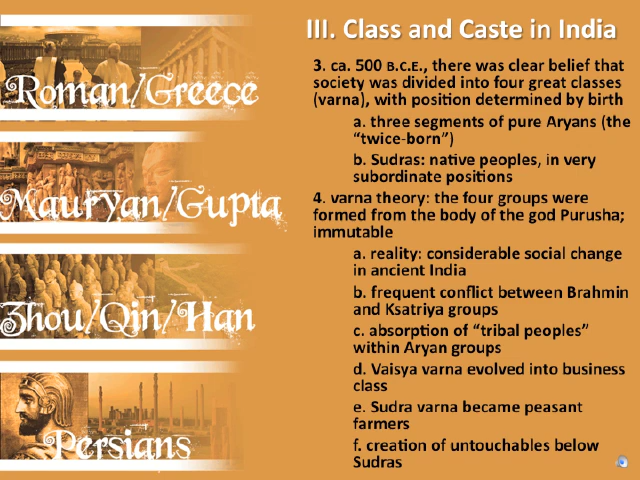 Roman/Greece
Mauryan/Gupta
Zhou/Qin/Han
Persians
III. Class and Caste in India
3. ca. 500 B.C.E., there was clear belief that
society was divided into four great classes
(varna), with position determined by birth
a. three segments of pure Aryans (the
“twice-born”)
b. Sudras: native peoples, in very
subordinate positions
4. varna theory: the four groups were
formed from the body of the god Purusha;
immutable
a. reality: considerable social change
in ancient India
b. frequent conflict between Brahmin
and Ksatriya groups
c. absorption of “tribal peoples”
within Aryan groups
d. Vaisya varna evolved into business
class
e. Sudra varna became peasant
farmers
f. creation of untouchables below
Sudras